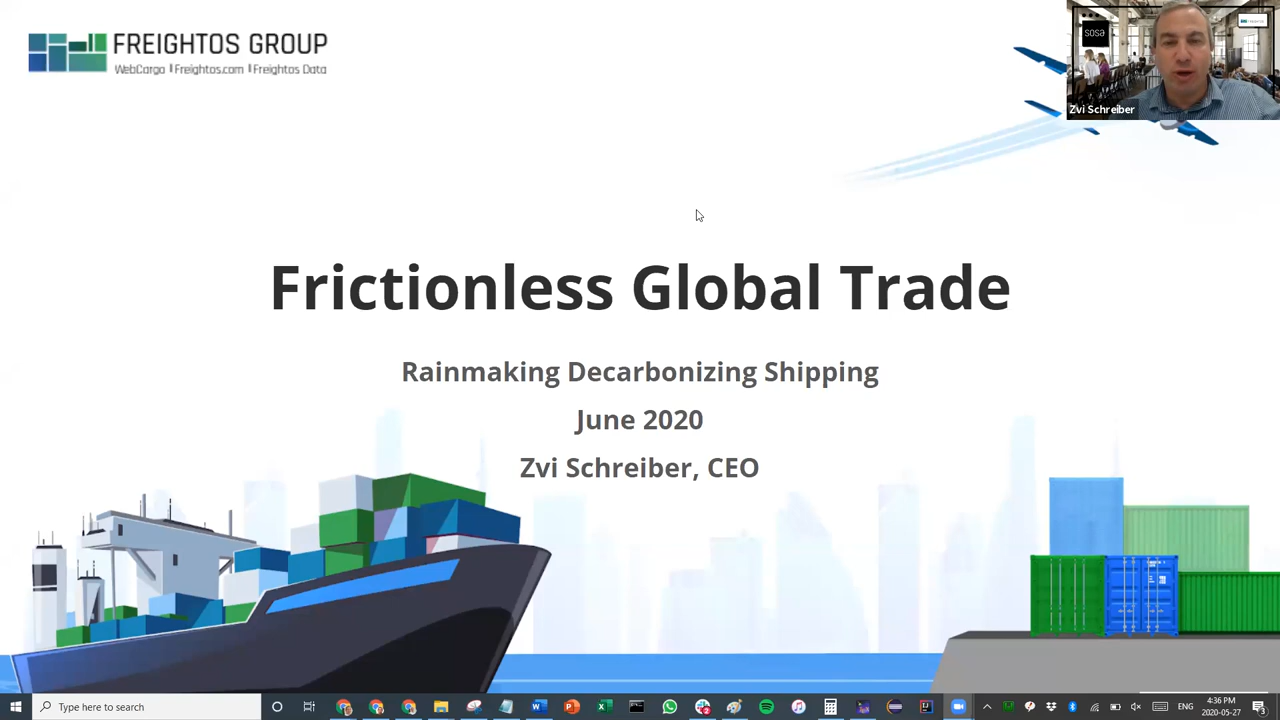 FREIGHTOS GROUP
WebCargo Freightos.com Freightos Data
sosa
Zvi Schreiber
Frictionless Global Trade
Rainmaking Decarbonizing Shipping
June 2020
Zvi Schreiber, CEO
Type here to search
4:36 PM
2020-05-27